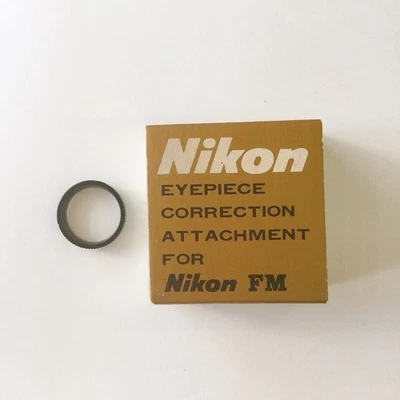 Nikon
EYEPIECE
CORRECTION
ATTACHMENT
FOR
Nikon FM